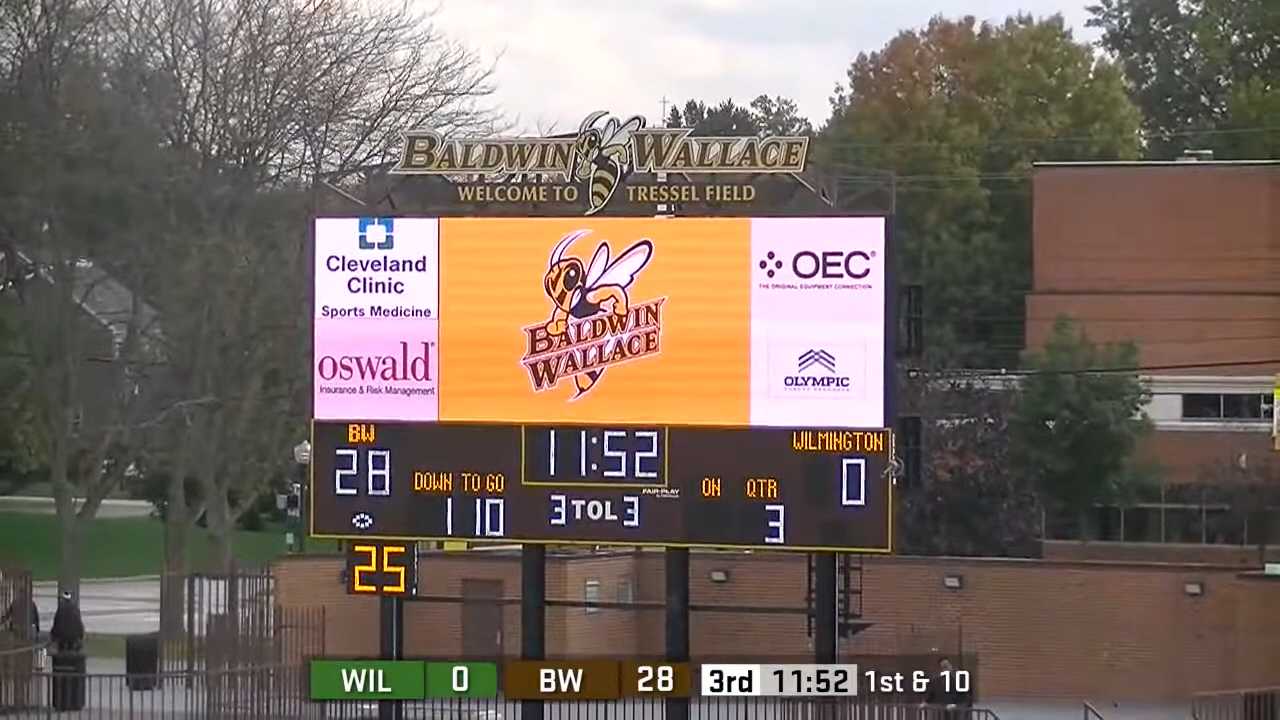 BALDWIN WALLACE
WELCOME TO TRESSEL FIELD
Cleveland
Clinic
Sports Medicine
oswald
Insurance & Risk Management
BALDWIN
WALLACE
OEC
THE ORIGINAL EQUIPMENT CONNECTION
OLYMPIC
BW
28
11:52
WILMINGTON
0
DOWN TO GO
1 10
FAIR-PLAY
3 TOL 3
ON QTR
3
25
WIL 0 BW 28 3rd 11:52 1st & 10